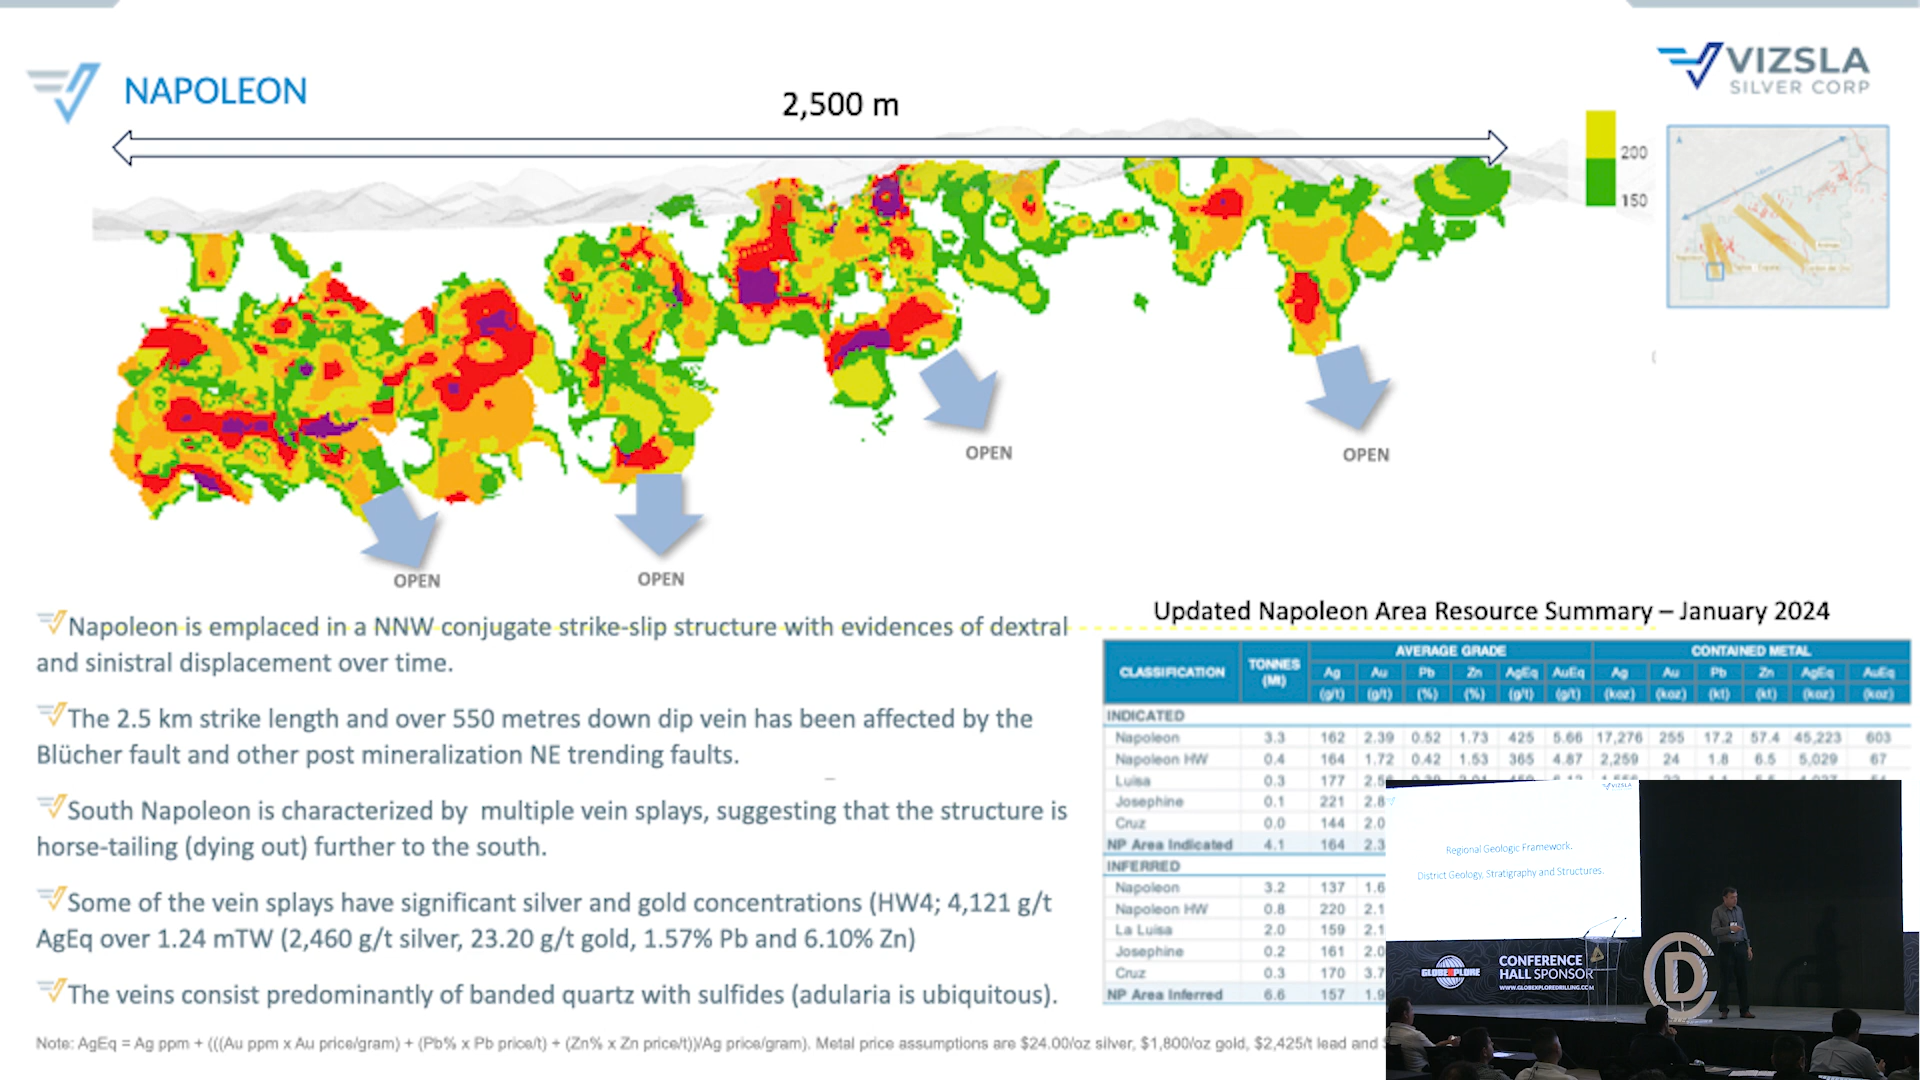 NAPOLEON
VIZSLA
SILVER CORP
2,500 m
200
150
OPEN
OPEN
OPEN
OPEN
Napoleon is emplaced in a NNW conjugate strike-slip structure with evidences of dextral
and sinistral displacement over time.
The 2.5 km strike length and over 550 metres down dip vein has been affected by the
Blücher fault and other post mineralization NE trending faults.
South Napoleon is characterized by multiple vein splays, suggesting that the structure is
horse-tailing (dying out) further to the south.
Some of the vein splays have significant silver and gold concentrations (HW4; 4,121 g/t
AgEq over 1.24 mTW (2,460 g/t silver, 23.20 g/t gold, 1.57% Pb and 6.10% Zn)
The veins consist predominantly of banded quartz with sulfides (adularia is ubiquitous).
Note: AgEq = Ag ppm + (((Au ppm x Au price/gram) + (Pb% x Pb price/t) + (Zn% x Zn price/t))/Ag price/gram). Metal price assumptions are $24.00/oz silver, $1,800/oz gold, $2,425/t lead and
Updated Napoleon Area Resource Summary – January 2024
CLASSIFICATION TONNES (Mt) AVERAGE GRADE CONTAINED METAL
Ag Au Pb Zn AgEq AuEq Ag Au Pb Zn AgEq AuEq
(g/t) (g/t) (%) (%) (g/t) (g/t) (koz) (koz) (kt) (kt) (koz) (koz)
INDICATED
Napoleon 3.3 162 2.39 0.52 1.73 425 5.66 17,276 255 17.2 57.4 45,223 603
Napoleon HW 0.4 164 1.72 0.42 1.53 365 4.87 2,259 24 1.8 6.5 5,029 67
Luisa 0.3 177
Josephine 0.1 221 2.8
Cruz 0.0 144 2.0
NP Area Indicated 4.1 164 2.3
INFERRED
Napoleon 3.2 137 1.6
Napoleon HW 0.8 220 2.1
La Luisa 2.0 159 2.1
Josephine 0.2 161 2.0
Cruz 0.3 170 3.7
NP Area Inferred 6.6 157 1.9
VIZSLA
Regional Geologic Framework.
District Geology, Stratigraphy and Structures.
GLOBEXPLORE
CONFERENCE
HALL SPONSOR
WWW.GLOBEXPLOREDRILLING.COM